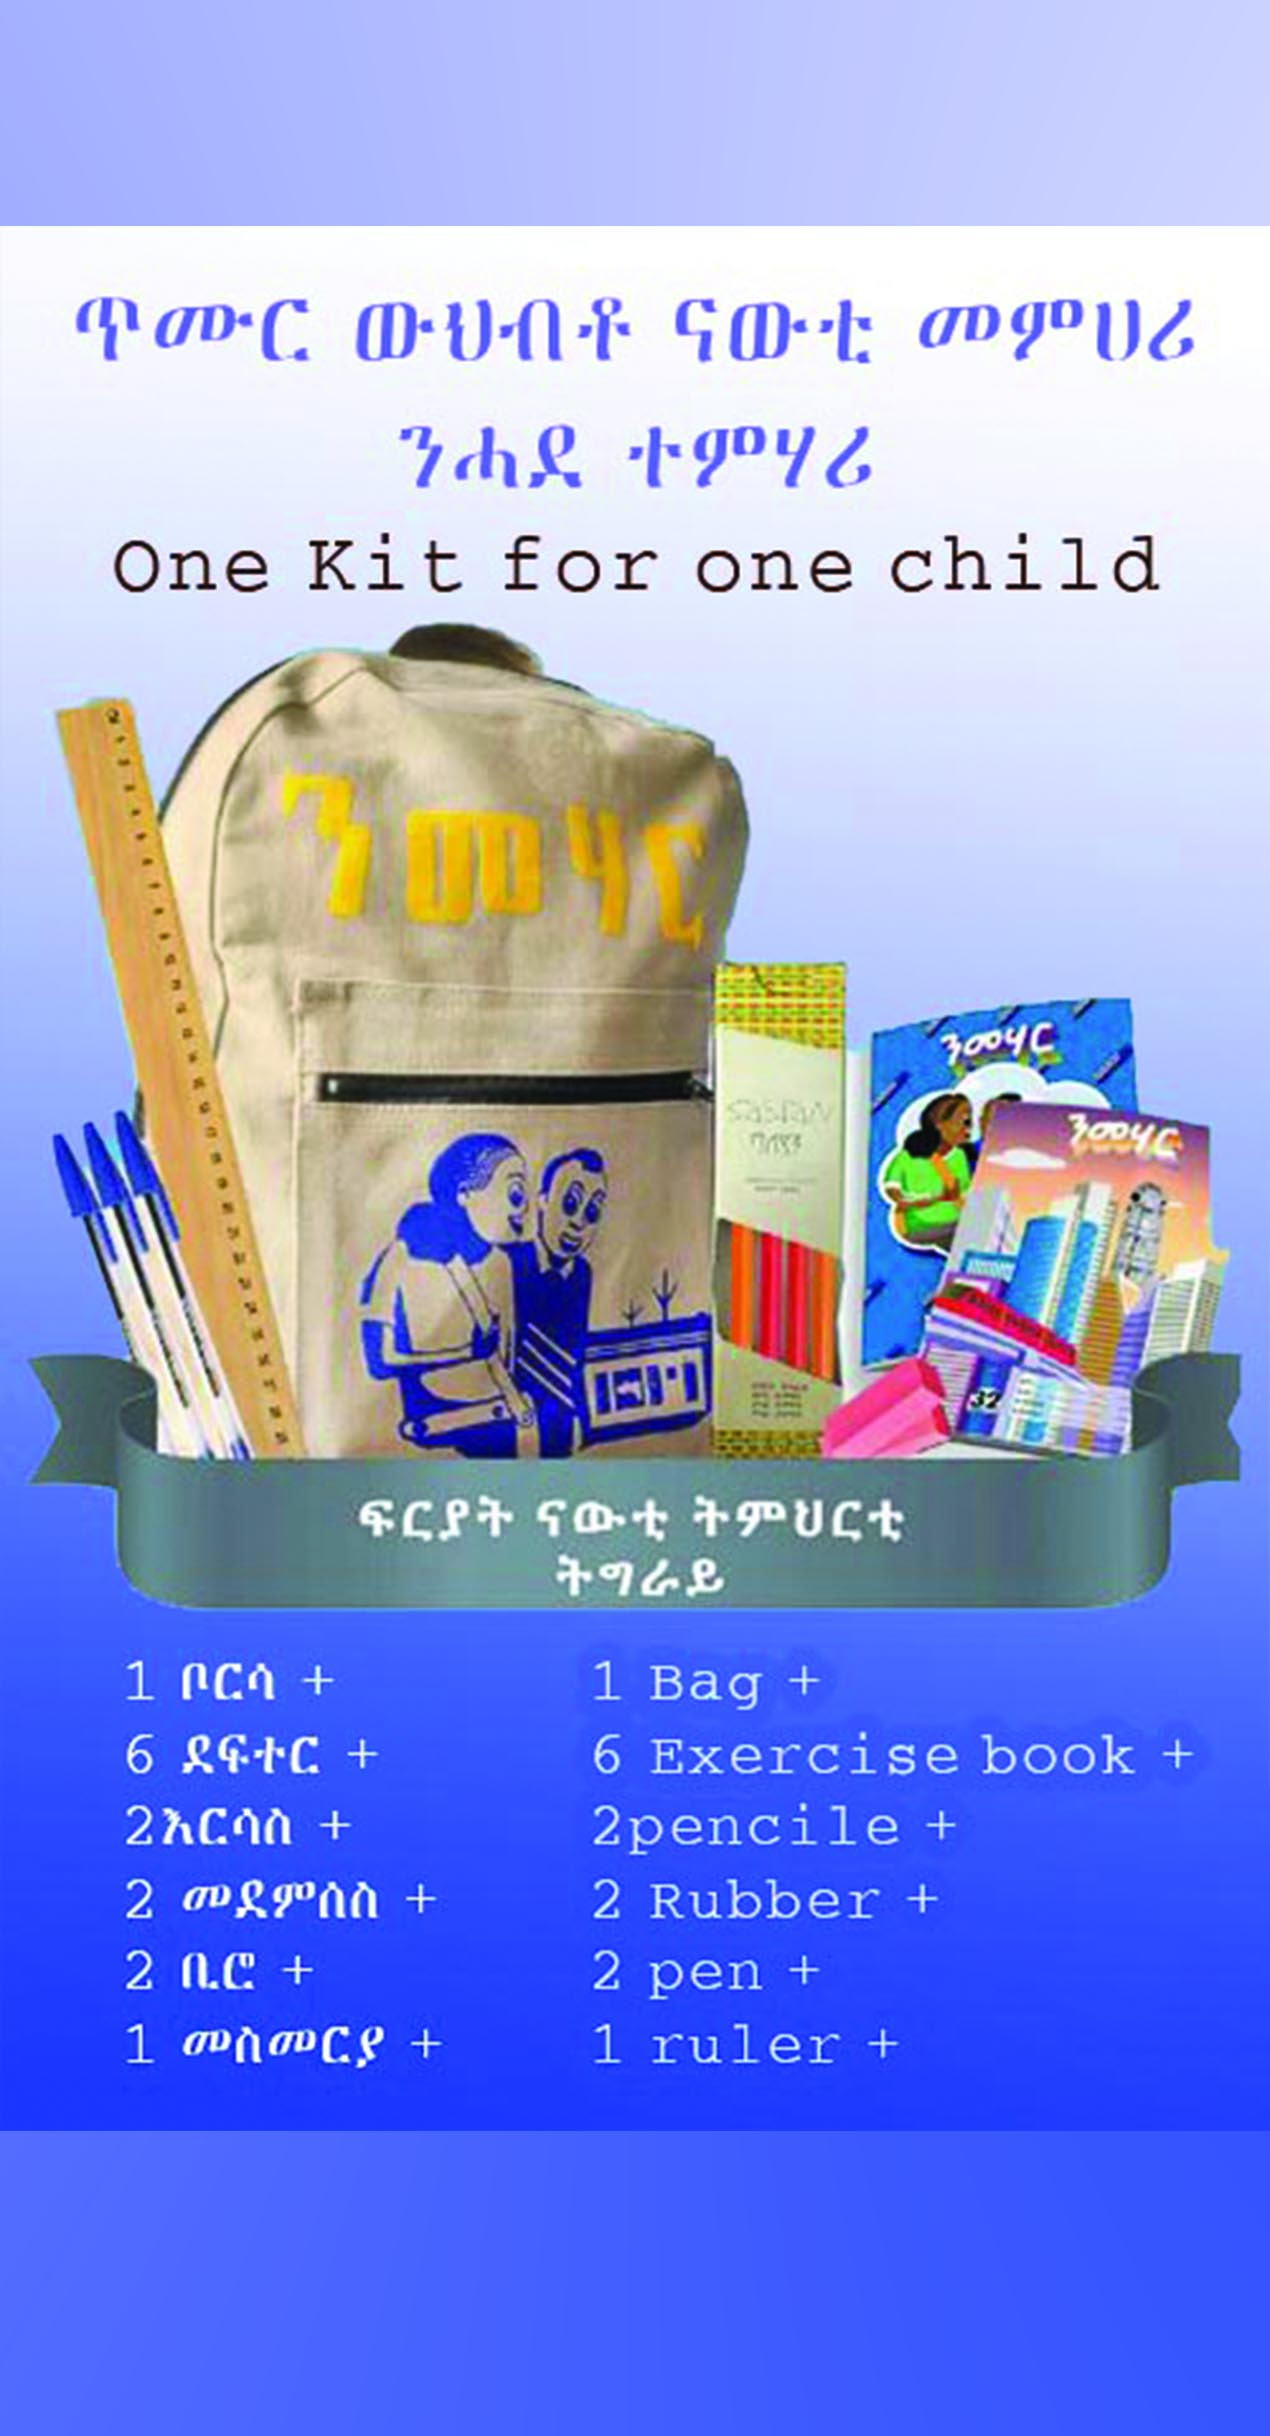 ጥሙር ውህብቶ ናውቲ መምህሪ
ንሓደ ተምሃሪ
One Kit for one child
ንመሃር
ንመሃር
ንመሃር
32
ፍርያት ናውቲ ትምህርቲ
ትግራይ
1 ቦርሳ +
6 ደፍተር +
2እርሳስ +
2 መደምሰስ +
2 ቢሮ +
1 መስመርያ +
1 Bag +
6 Exercise book +
2pencile +
2 Rubber +
2 pen +
1 ruler +